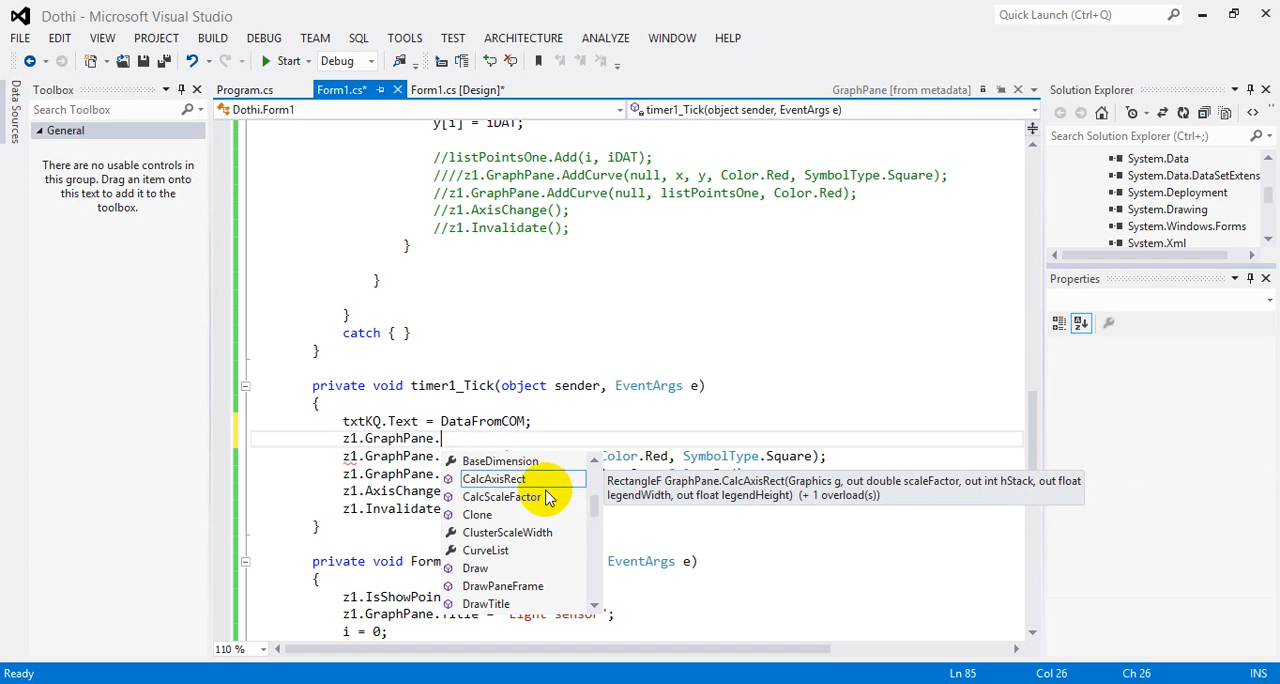 Dothi - Microsoft Visual Studio
Quick Launch (Ctrl+Q)
FILE EDIT VIEW PROJECT BUILD DEBUG TEAM SQL TOOLS TEST ARCHITECTURE ANALYZE WINDOW HELP
Start Debug
Data Sources
Toolbox
Search Toolbox
General
There are no usable controls in
this group. Drag an item onto
this text to add it to the
toolbox.
Program.cs Form1.cs* Form1.cs [Design]* GraphPane [from metadata]
Dothi.Form1 timer1_Tick(object sender, EventArgs e)
y[i] = iDAT;
//listPointsOne.Add(i, iDAT);
////z1.GraphPane.AddCurve(null, x, y, Color.Red, SymbolType.Square);
//z1.GraphPane.AddCurve(null, listPointsOne, Color.Red);
//z1.AxisChange();
//z1.Invalidate();
}
}
}
catch { }
}
private void timer1_Tick(object sender, EventArgs e)
{
txtKQ.Text = DataFromCOM;
z1.GraphPane.
z1.GraphPane. Color.Red, SymbolType.Square);
z1.GraphPane.
z1.AxisChange
z1.Invalidate
}
private void Form EventArgs e)
{
z1.IsShowPoin
z1.GraphPane.Title = "Light sensor";
i = 0;
BaseDimension
CalcAxisRect
CalcScaleFactor
Clone
ClusterScaleWidth
CurveList
Draw
DrawPaneFrame
DrawTitle
RectangleF GraphPane.CalcAxisRect(Graphics g, out double scaleFactor, out int hStack, out float
legendWidth, out float legendHeight) (+ 1 overload(s))
110 %
Solution Explorer
Search Solution Explorer (Ctrl+;)
System.Data
System.Data.DataSetExtens
System.Deployment
System.Drawing
System.Windows.Forms
System.Xml
Properties
Ready Ln 85 Col 26 Ch 26 INS